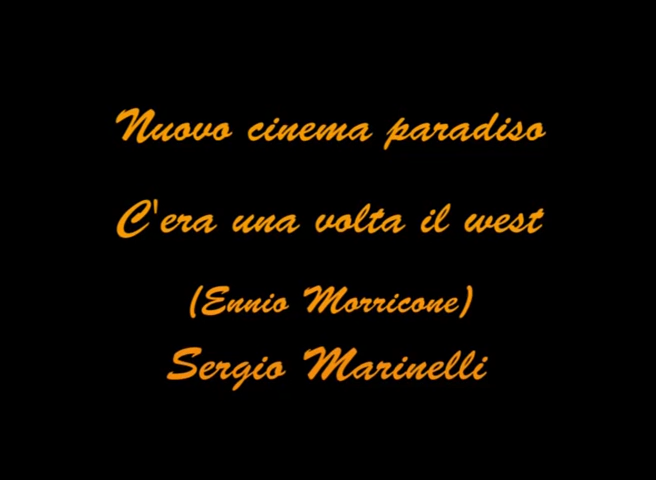 Nuovo cinema paradiso
C'era una volta il west
(Ennio Morricone)
Sergio Marinelli